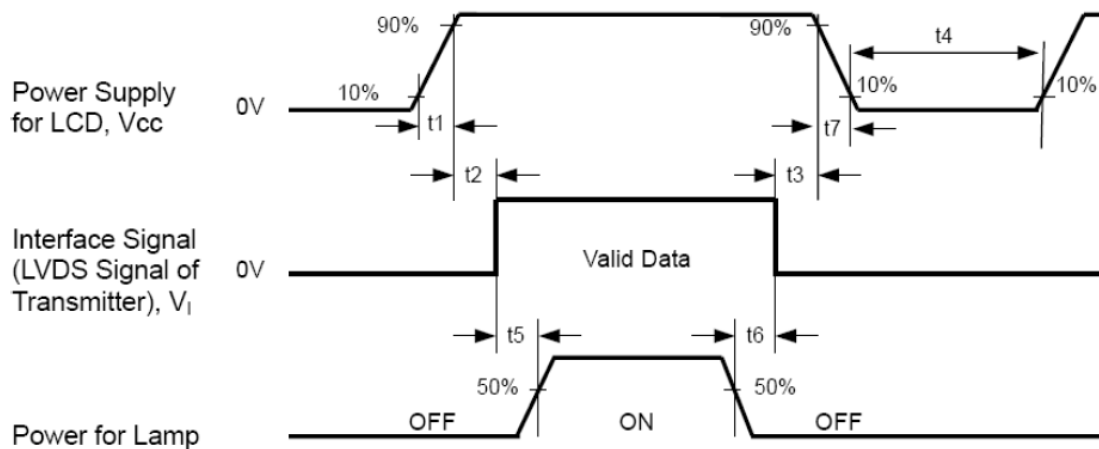 90%
90%
t4
Power Supply
for LCD, Vcc
0V
10%
10%
10%
t1
t7
t2
t3
Interface Signal
(LVDS Signal of
Transmitter), VI
0V
Valid Data
t5
t6
50%
50%
Power for Lamp
OFF
ON
OFF